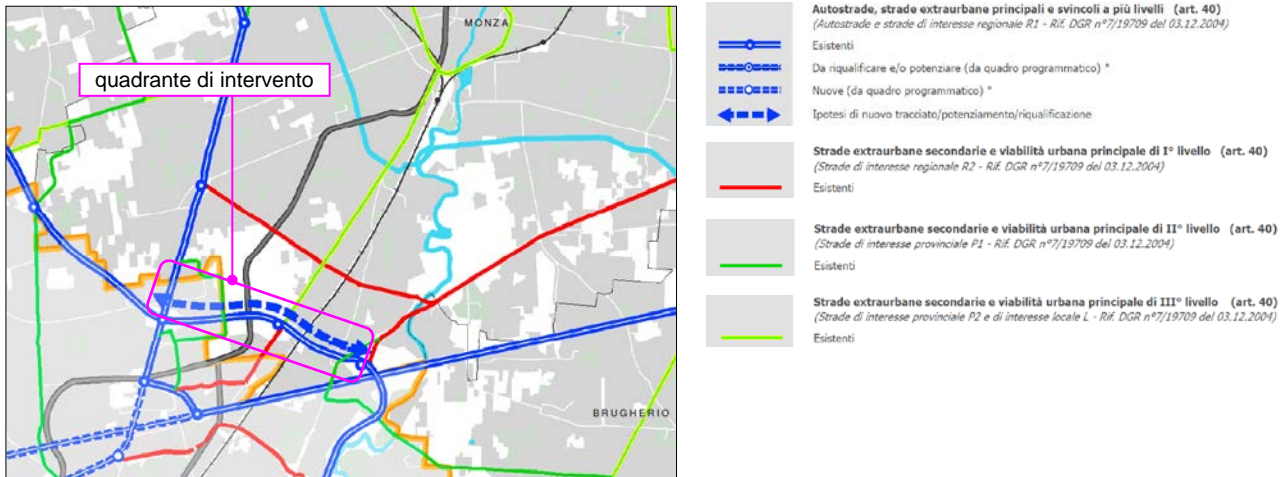 MONZA
quadrante di intervento
BRUGHERIO
Autostrade, strade extraurbane principali e svincoli a più livelli (art. 40)
(Autostrade e strade di interesse regionale R1 - Rif. DGR n°7/19709 del 03.12.2004)
Esistenti
Da riqualificare e/o potenziare (da quadro programmatico) *
Nuove (da quadro programmatico) *
Ipotesi di nuovo tracciato/potenziamento/riqualificazione
Strade extraurbane secondarie e viabilità urbana principale di I° livello (art. 40)
(Strade di interesse regionale R2 - Rif. DGR n°7/19709 del 03.12.2004)
Esistenti
Strade extraurbane secondarie e viabilità urbana principale di II° livello (art. 40)
(Strade di interesse provinciale P1 - Rif. DGR n°7/19709 del 03.12.2004)
Esistenti
Strade extraurbane secondarie e viabilità urbana principale di III° livello (art. 40)
(Strade di interesse provinciale P2 e di interesse locale L - Rif. DGR n°7/19709 del 03.12.2004)
Esistenti